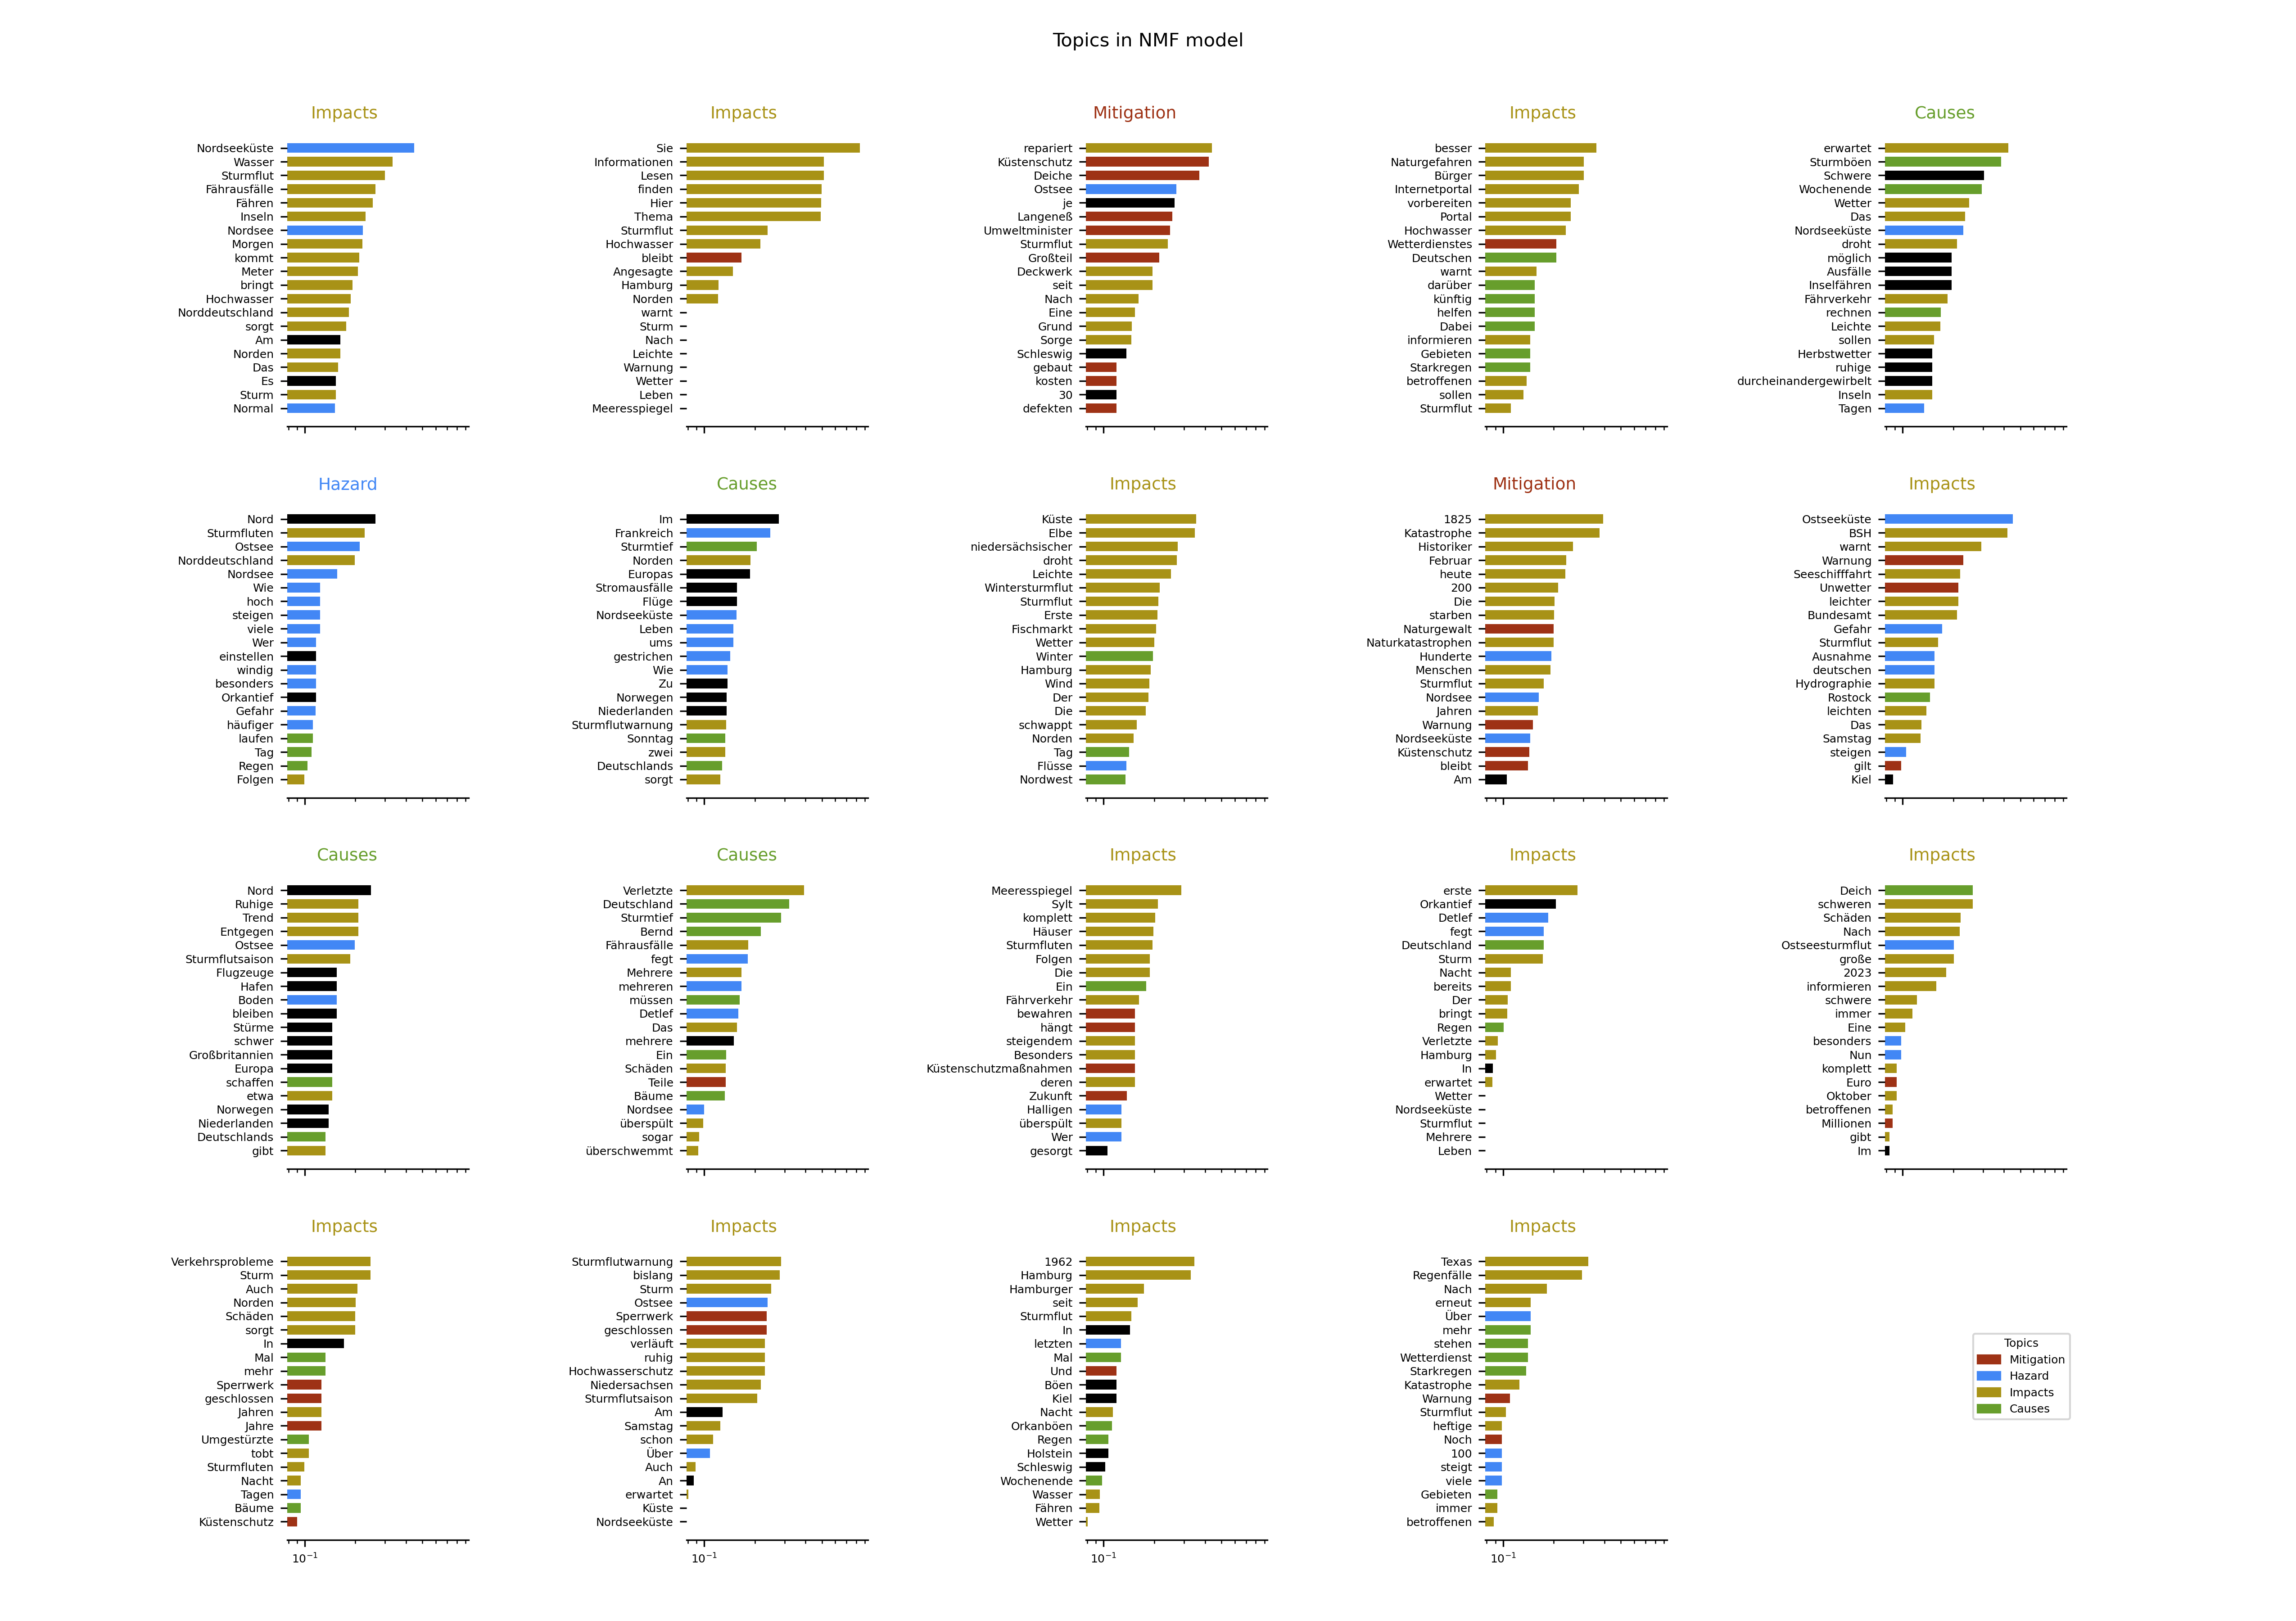 Topics in NMF model
Impacts
Nordseeküste
Wasser
Sturmflut
Fährausfälle
Fähren
Inseln
Nordsee
Morgen
kommt
Meter
bringt
Hochwasser
Norddeutschland
sorgt
Am
Norden
Das
Es
Sturm
Normal
Impacts
Sie
Informationen
Lesen
finden
Hier
Thema
Sturmflut
Hochwasser
bleibt
Angesagte
Hamburg
Norden
warnt
Sturm
Nach
Leichte
Warnung
Wetter
Leben
Meeresspiegel
Mitigation
repariert
Küstenschutz
Deiche
Ostsee
je
Langeneß
Umweltminister
Sturmflut
Großteil
Deckwerk
seit
Nach
Eine
Grund
Sorge
Schleswig
gebaut
kosten
30
defekten
Impacts
besser
Naturgefahren
Bürger
Internetportal
vorbereiten
Portal
Hochwasser
Wetterdienstes
Deutschen
warnt
darüber
künftig
helfen
Dabei
informieren
Gebieten
Starkregen
betroffenen
sollen
Sturmflut
Causes
erwartet
Sturmböen
Schwere
Wochenende
Wetter
Das
Nordseeküste
droht
möglich
Ausfälle
Inselfähren
Fährverkehr
rechnen
Leichte
sollen
Herbstwetter
ruhige
durcheinandergewirbelt
Inseln
Tagen
Hazard
Nord
Sturmfluten
Ostsee
Norddeutschland
Nordsee
Wie
hoch
steigen
viele
Wer
einstellen
windig
besonders
Orkantief
Gefahr
häufiger
laufen
Tag
Regen
Folgen
Causes
Im
Frankreich
Sturmtief
Norden
Europas
Stromausfälle
Flüge
Nordseeküste
Leben
ums
gestrichen
Wie
Zu
Norwegen
Niederlanden
Sturmflutwarnung
Sonntag
zwei
Deutschlands
sorgt
Impacts
Küste
Elbe
niedersächsischer
droht
Leichte
Wintersturmflut
Sturmflut
Erste
Fischmarkt
Wetter
Winter
Hamburg
Wind
Der
Die
schwappt
Norden
Tag
Flüsse
Nordwest
Mitigation
1825
Katastrophe
Historiker
Februar
heute
200
Die
starben
Naturgewalt
Naturkatastrophen
Hunderte
Menschen
Sturmflut
Nordsee
Jahren
Warnung
Nordseeküste
Küstenschutz
bleibt
Am
Impacts
Ostseeküste
BSH
warnt
Warnung
Seeschifffahrt
Unwetter
leichter
Bundesamt
Gefahr
Sturmflut
Ausnahme
deutschen
Hydrographie
Rostock
leichten
Das
Samstag
steigen
gilt
Kiel
Causes
Nord
Ruhige
Trend
Entgegen
Ostsee
Sturmflutsaison
Flugzeuge
Hafen
Boden
bleiben
Stürme
schwer
Großbritannien
Europa
schaffen
etwa
Norwegen
Niederlanden
Deutschlands
gibt
Causes
Verletzte
Deutschland
Sturmtief
Bernd
Fährausfälle
fegt
Mehrere
mehreren
müssen
Detlef
Das
mehrere
Ein
Schäden
Teile
Bäume
Nordsee
überspült
sogar
überschwemmt
Impacts
Meeresspiegel
Sylt
komplett
Häuser
Sturmfluten
Folgen
Die
Ein
Fährverkehr
bewahren
hängt
steigendem
Besonders
Küstenschutzmaßnahmen
deren
Zukunft
Halligen
überspült
Wer
gesorgt
Impacts
erste
Orkantief
Detlef
fegt
Deutschland
Sturm
Nacht
bereits
Der
bringt
Regen
Verletzte
Hamburg
In
erwartet
Wetter
Nordseeküste
Sturmflut
Mehrere
Leben
Impacts
Deich
schweren
Schäden
Nach
Ostseesturmflut
große
2023
informieren
schwere
immer
Eine
besonders
Nun
komplett
Euro
Oktober
betroffenen
Millionen
gibt
Im
Impacts
Verkehrsprobleme
Sturm
Auch
Norden
Schäden
sorgt
In
Mal
mehr
Sperrwerk
geschlossen
Jahren
Jahre
Umgestürzte
tobt
Sturmfluten
Nacht
Tagen
Bäume
Küstenschutz
10⁻¹
Impacts
Sturmflutwarnung
bislang
Sturm
Ostsee
Sperrwerk
geschlossen
verläuft
ruhig
Hochwasserschutz
Niedersachsen
Sturmflutsaison
Am
Samstag
schon
Über
Auch
An
erwartet
Küste
Nordseeküste
10⁻¹
Impacts
1962
Hamburg
Hamburger
seit
Sturmflut
In
letzten
Mal
Und
Böen
Kiel
Nacht
Orkanböen
Regen
Holstein
Schleswig
Wochenende
Wasser
Fähren
Wetter
10⁻¹
Impacts
Texas
Regenfälle
Nach
erneut
Über
mehr
stehen
Wetterdienst
Starkregen
Katastrophe
Warnung
Sturmflut
heftige
Noch
100
steigt
viele
Gebieten
immer
betroffenen
10⁻¹
Topics
Mitigation
Hazard
Impacts
Causes